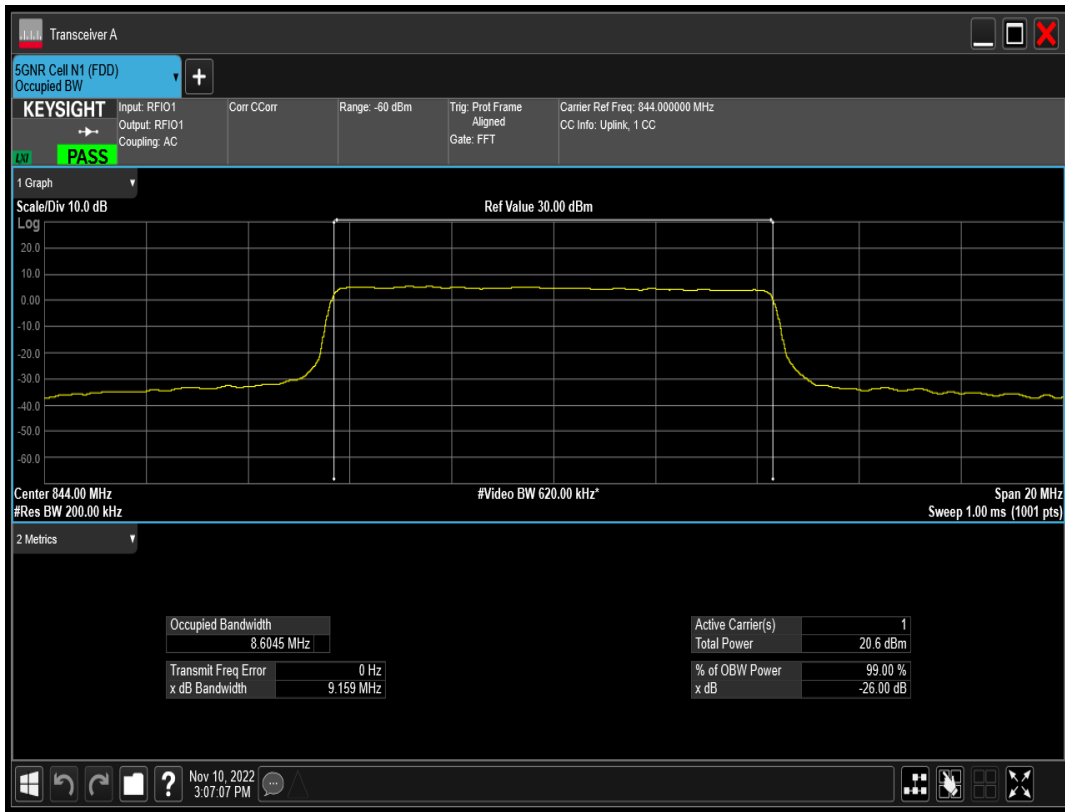 Transceiver A
5GNR Cell N1 (FDD)
Occupied BW
+
KEYSIGHT
LXI
PASS
Input: RFIO1
Output: RFIO1
Coupling: AC
Corr CCorr
Range: -60 dBm
Trig: Prot Frame
Aligned
Gate: FFT
Carrier Ref Freq: 844.000000 MHz
CC Info: Uplink, 1 CC
1 Graph
Scale/Div 10.0 dB
Ref Value 30.00 dBm
Log
20.0
10.0
0.00
-10.0
-20.0
-30.0
-40.0
-50.0
-60.0
Center 844.00 MHz
#Video BW 620.00 kHz*
Span 20 MHz
#Res BW 200.00 kHz
Sweep 1.00 ms (1001 pts)
2 Metrics
Occupied Bandwidth
8.6045 MHz
Transmit Freq Error 0 Hz
x dB Bandwidth 9.159 MHz
Active Carrier(s) 1
Total Power 20.6 dBm
% of OBW Power 99.00 %
x dB -26.00 dB
?
Nov 10, 2022
3:07:07 PM